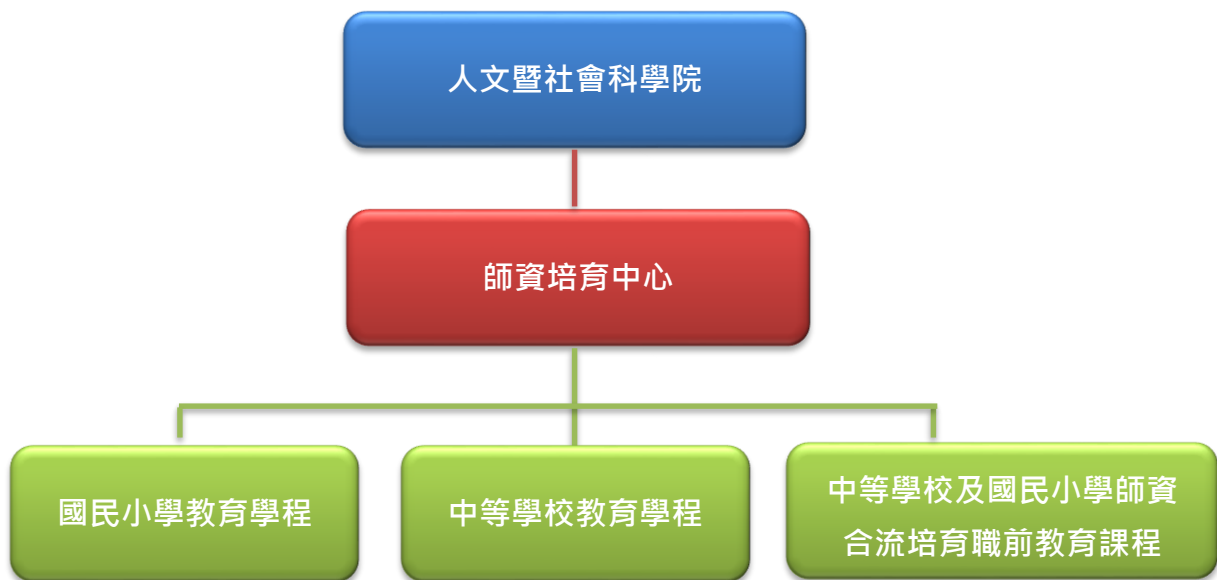 人文暨社會科學院
師資培育中心
國民小學教育學程
中等學校教育學程
中等學校及國民小學師資
合流培育職前教育課程